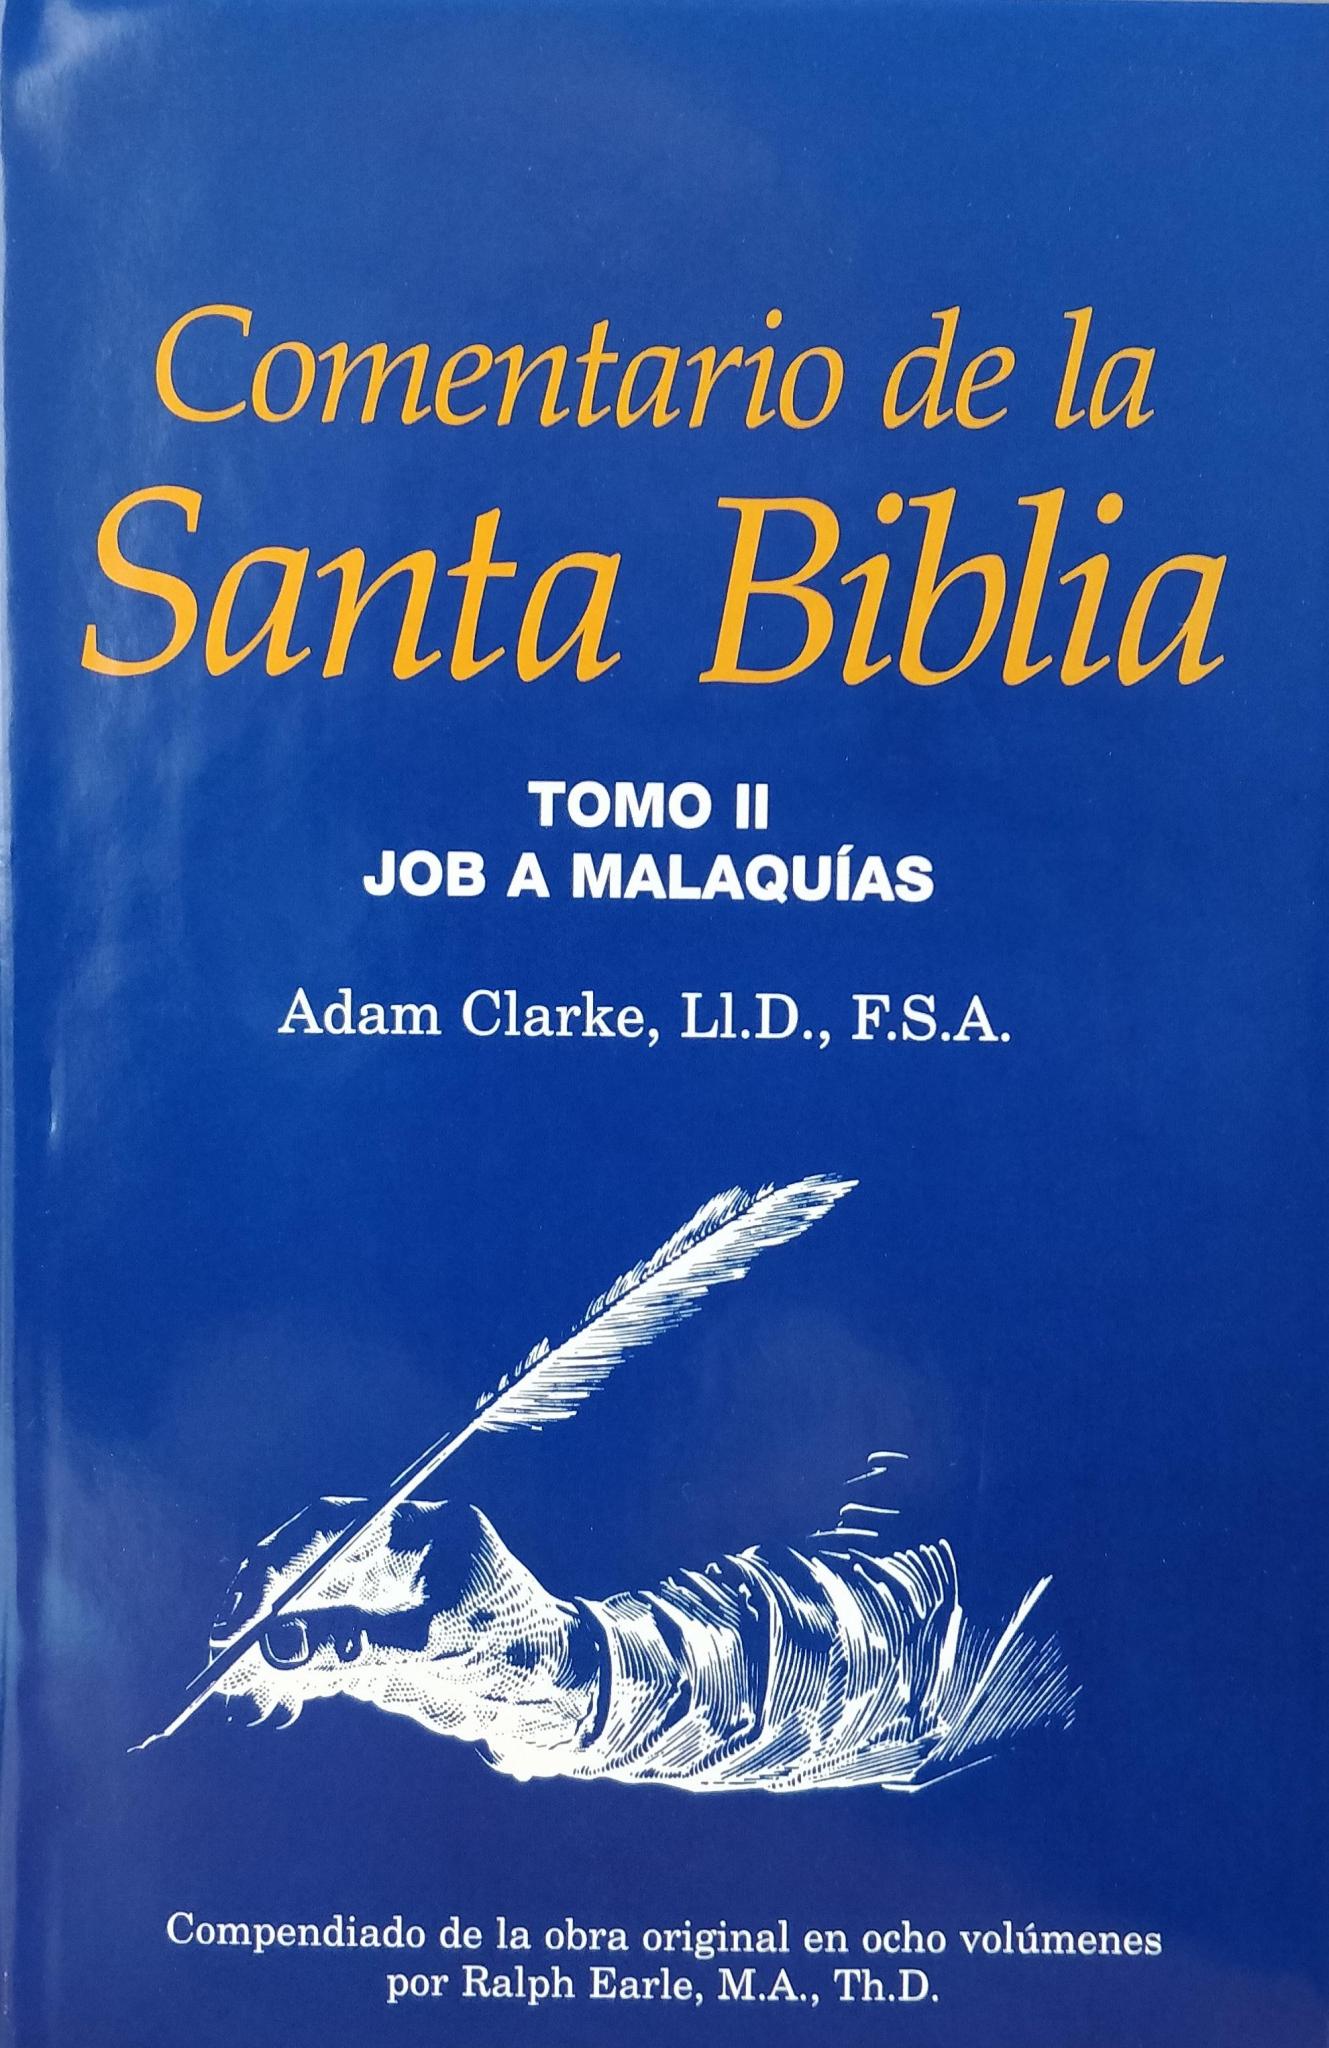 Comentario de la
Santa Biblia
TOMO II
JOB A MALAQUÍAS
Adam Clarke, Ll.D., F.S.A.
Compendiado de la obra original en ocho volúmenes
por Ralph Earle, M.A., Th.D.